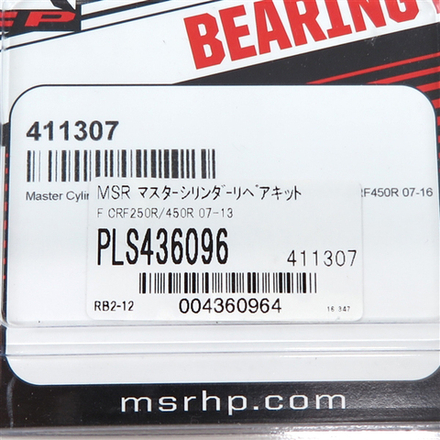 BEARING
411307
Master Cylin
F450R 07-16
MSR マスターシリンダーリペアキット
F CRF250R/450R 07-13
PLS436096
411307
RB2-12
004360964
16.347
msrhp.com